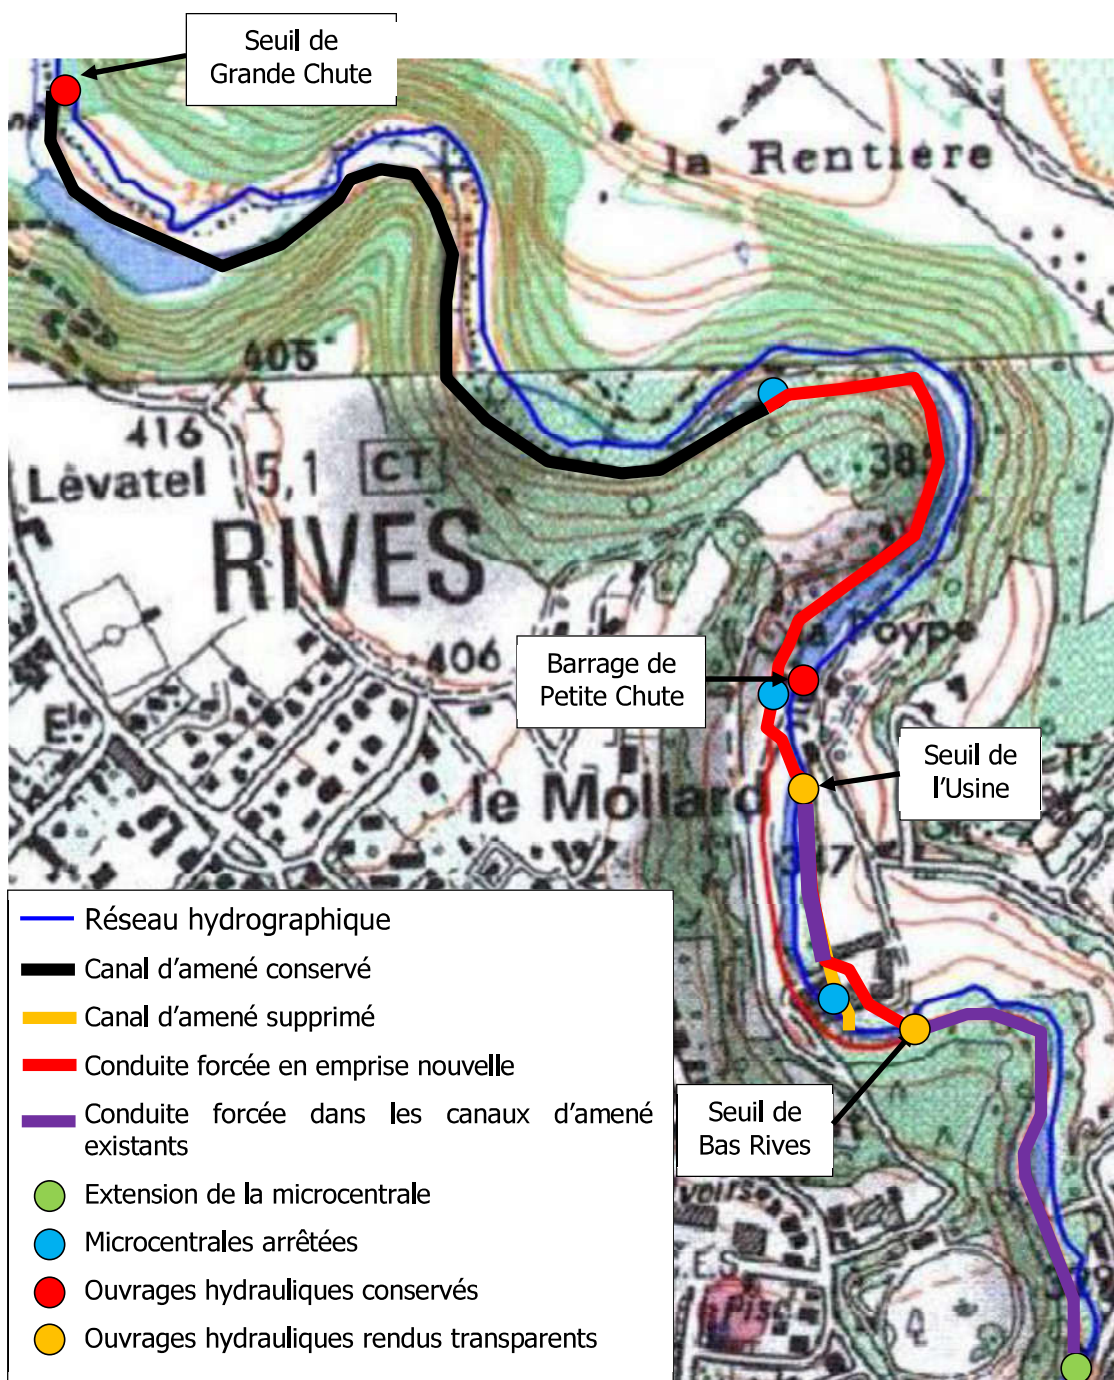 Seuil de
Grande Chute
la Rentière
405
416
Lêvatel
5,1
CT
385
RIVES
406
la Poype
Barrage de
Petite Chute
Seuil de
l'Usine
le Mollard
Réseau hydrographique
Canal d'amené conservé
Canal d'amené supprimé
Conduite forcée en emprise nouvelle
Conduite forcée dans les canaux d'amené
existants
Extension de la microcentrale
Microcentrales arrêtées
Ouvrages hydrauliques conservés
Ouvrages hydrauliques rendus transparents
Seuil de
Bas Rives